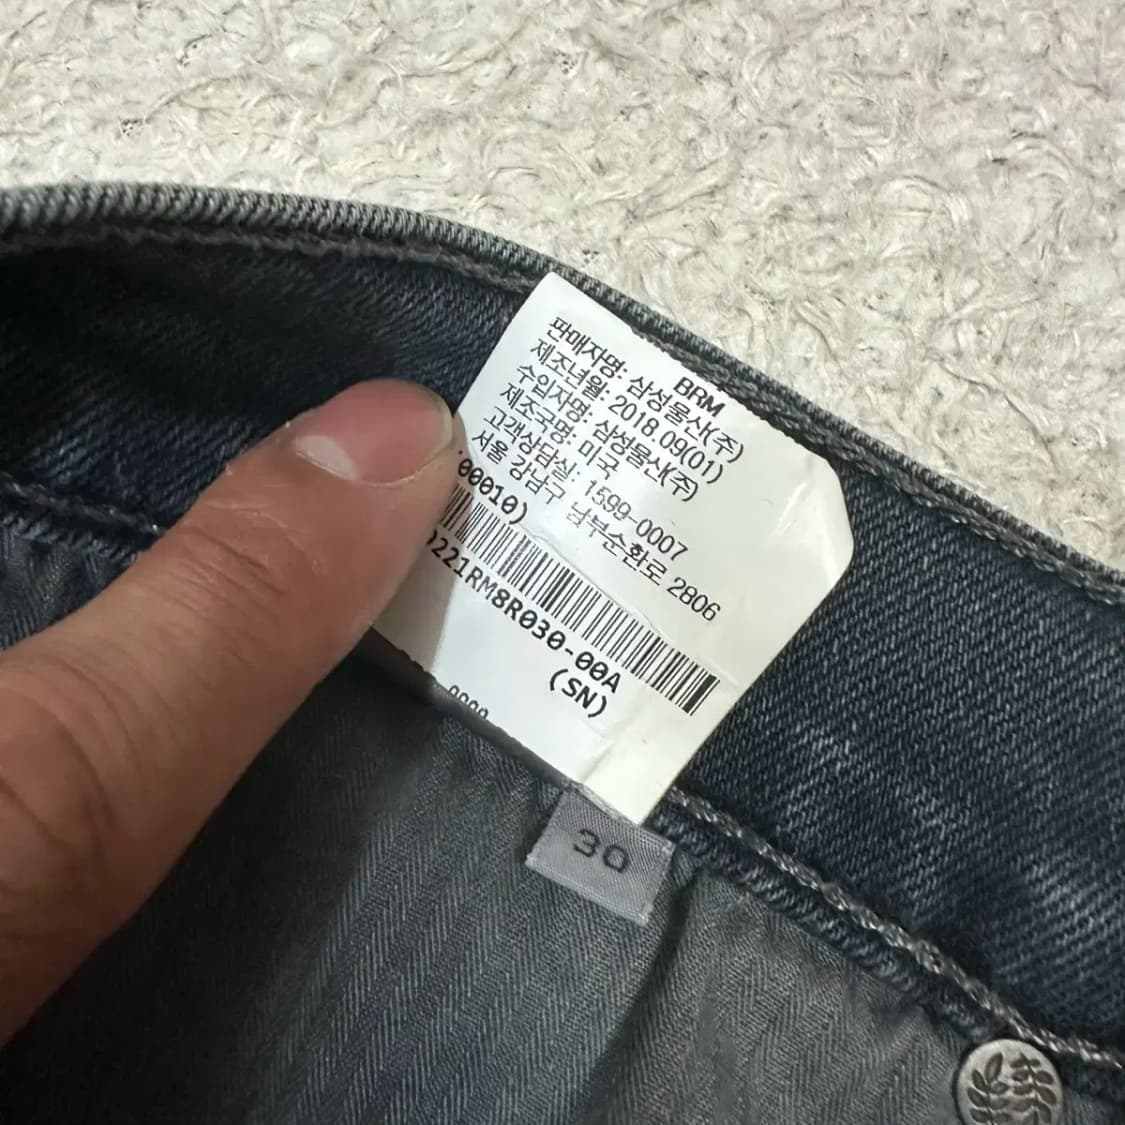 BRM
판매자명: 삼성물산(주)
제조년월: 2018.09(01)
수입자명: 삼성물산(주)
제조국명: 미국
고객상담실: 1599-0007
서울 강남구 남부순환로 2806
00010)
221RM8R030-00A
(SN)
30